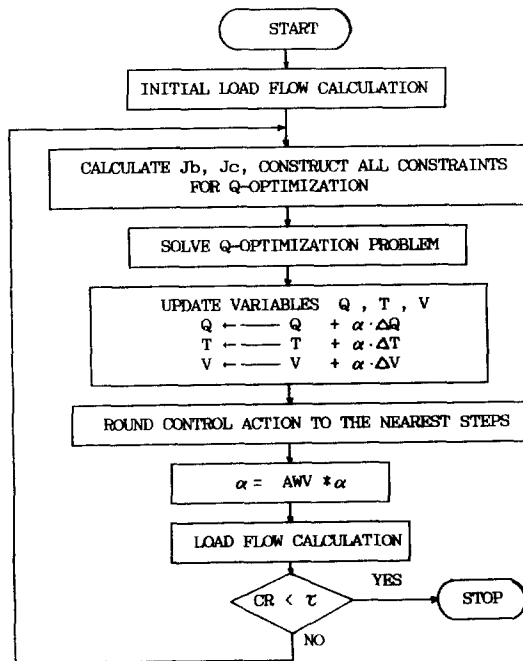 START
INITIAL LOAD FLOW CALCULATION
CALCULATE Jb, Jc, CONSTRUCT ALL CONSTRAINTS
FOR Q-OPTIMIZATION
SOLVE Q-OPTIMIZATION PROBLEM
UPDATE VARIABLES Q , T , V
Q ←—— Q + α·ΔQ
T ←—— T + α·ΔT
V ←—— V + α·ΔV
ROUND CONTROL ACTION TO THE NEAREST STEPS
α = AWV *α
LOAD FLOW CALCULATION
CR < τ
YES
STOP
NO